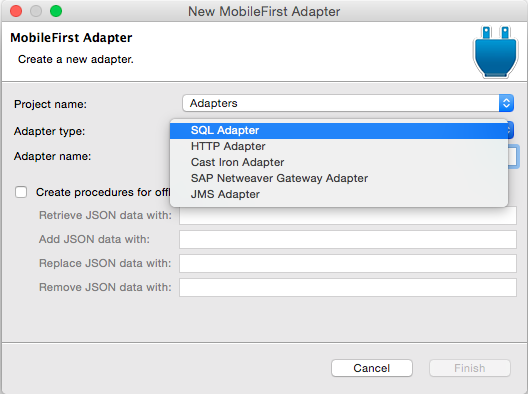 New MobileFirst Adapter
MobileFirst Adapter
Create a new adapter.
Project name: Adapters
Adapter type:
SQL Adapter
HTTP Adapter
Adapter name:
Cast Iron Adapter
SAP Netweaver Gateway Adapter
JMS Adapter
Create procedures for offl
Retrieve JSON data with:
Add JSON data with:
Replace JSON data with:
Remove JSON data with:
Cancel Finish